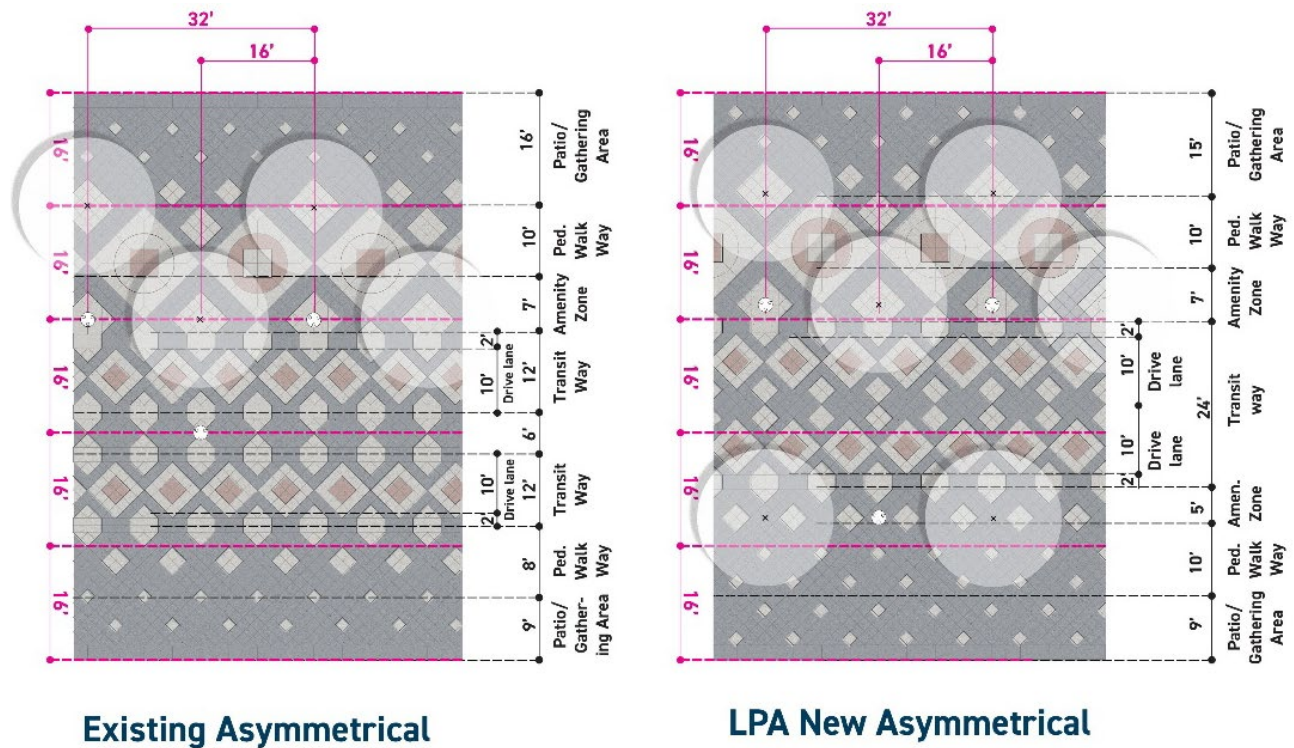 32'
16'
16'
16'
16'
16'
16'
16'
Patio/
Gathering
Area
10'
Ped.
Walk
Way
7'
Amenity
Zone
2'
10'
Drive lane
12'
Transit
Way
6'
10'
Drive lane
2'
12'
Transit
Way
8'
Ped.
Walk
Way
9'
Patio/
Gather-
ing Area
Existing Asymmetrical
32'
16'
16'
16'
16'
16'
16'
15'
Patio/
Gathering
Area
10'
Ped.
Walk
Way
7'
Amenity
Zone
2'
10'
Drive
lane
10'
Drive
lane
2'
24'
Transit
way
5'
Amen.
Zone
10'
Ped.
Walk
Way
9'
Patio/
Gathering
Area
LPA New Asymmetrical